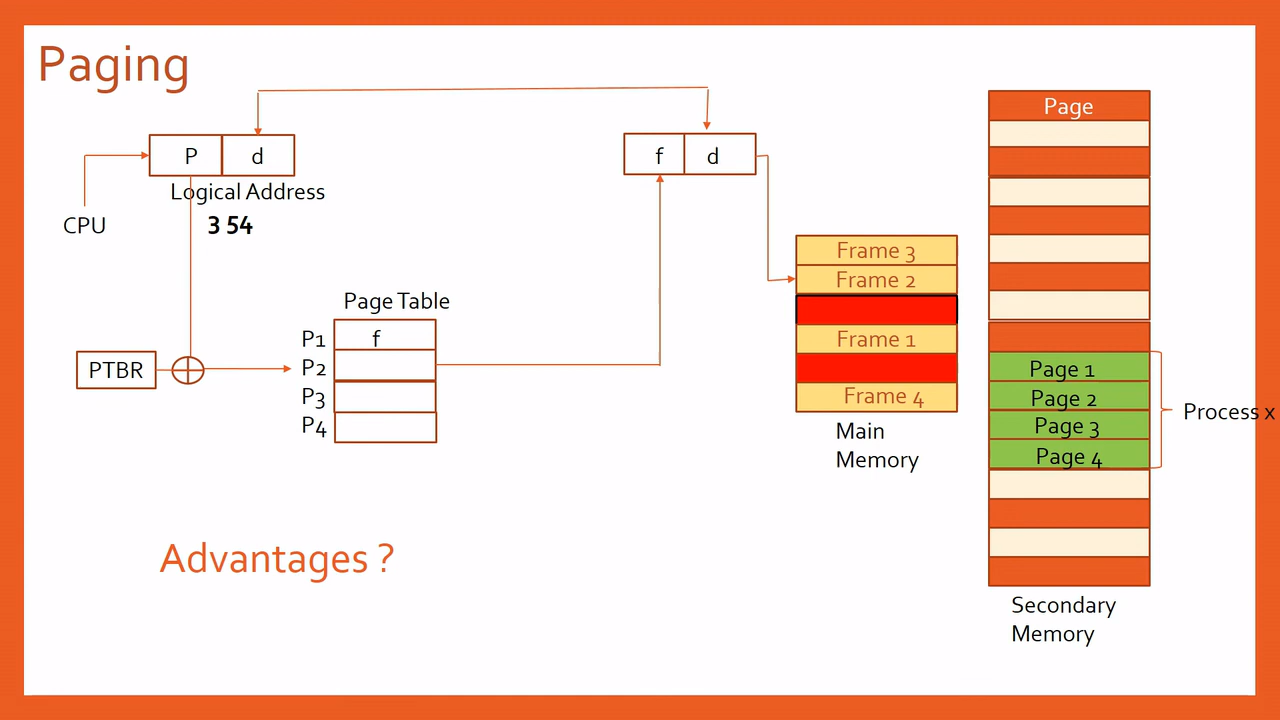 Paging
P d
Logical Address
3 54
CPU
f d
Page Table
P1 f
P2
P3
P4
PTBR
Frame 3
Frame 2
Frame 1
Frame 4
Main
Memory
Page
Page 1
Page 2
Page 3
Page 4
Process x
Secondary
Memory
Advantages ?